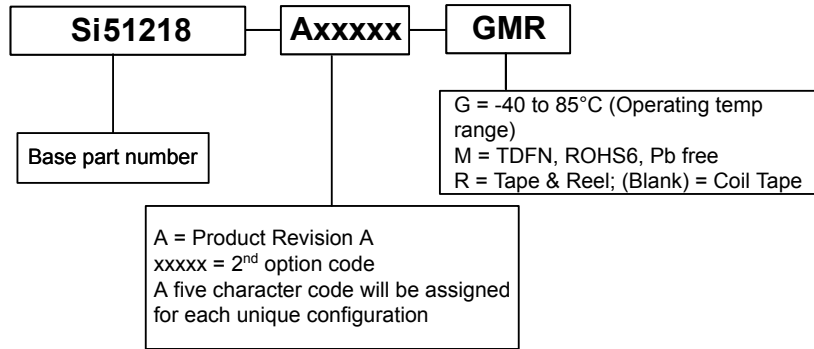 Si51218 Axxxxx GMR
G = -40 to 85°C (Operating temp
range)
M = TDFN, ROHS6, Pb free
R = Tape & Reel; (Blank) = Coil Tape
Base part number
A = Product Revision A
xxxxx = 2nd option code
A five character code will be assigned
for each unique configuration